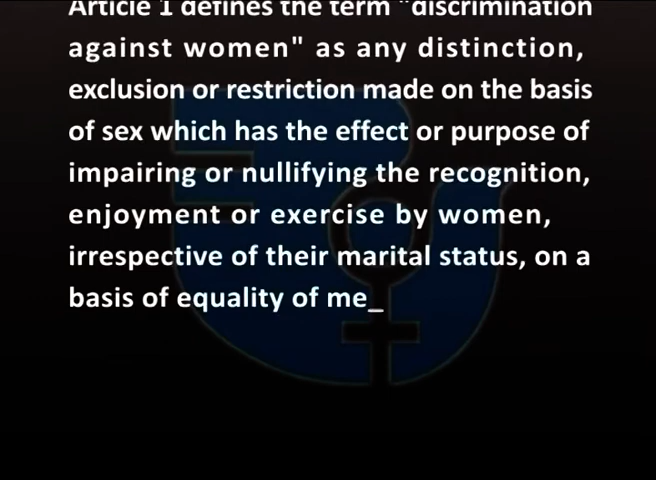 Article 1 defines the term "discrimination
against women" as any distinction,
exclusion or restriction made on the basis
of sex which has the effect or purpose of
impairing or nullifying the recognition,
enjoyment or exercise by women,
irrespective of their marital status, on a
basis of equality of me_